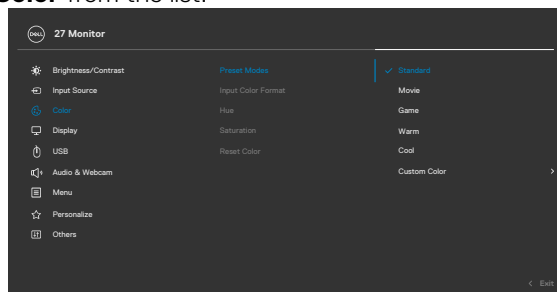 Color from the list.
DELL 27 Monitor
Brightness/Contrast Preset Modes ✓ Standard
Input Source Input Color Format Movie
Color Hue Game
Display Saturation Warm
USB Reset Color Cool
Audio & Webcam Custom Color >
Menu
Personalize
Others
< Exit